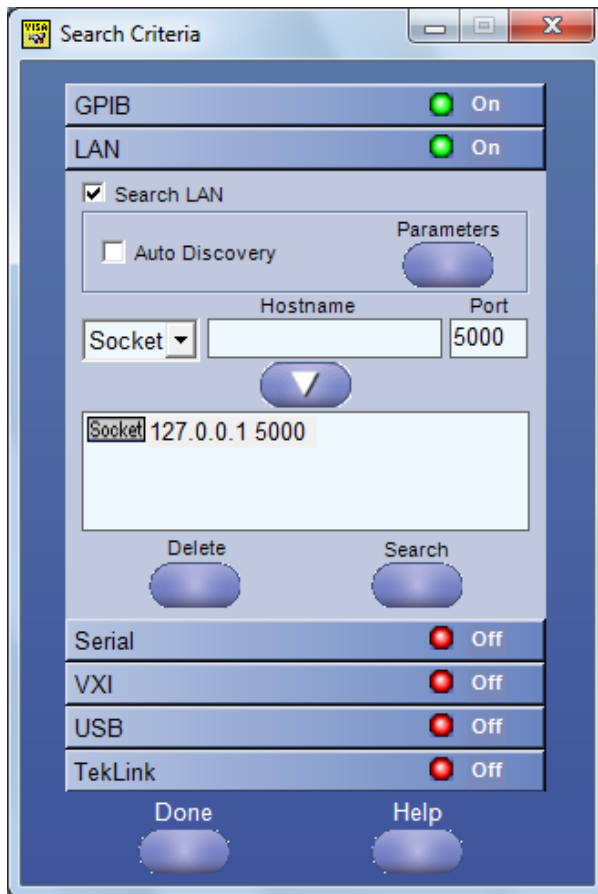 VISA
Search Criteria
GPIB On
LAN On
Search LAN
Auto Discovery
Parameters
Hostname Port
Socket 5000
Socket 127.0.0.1 5000
Delete Search
Serial Off
VXI Off
USB Off
TekLink Off
Done Help